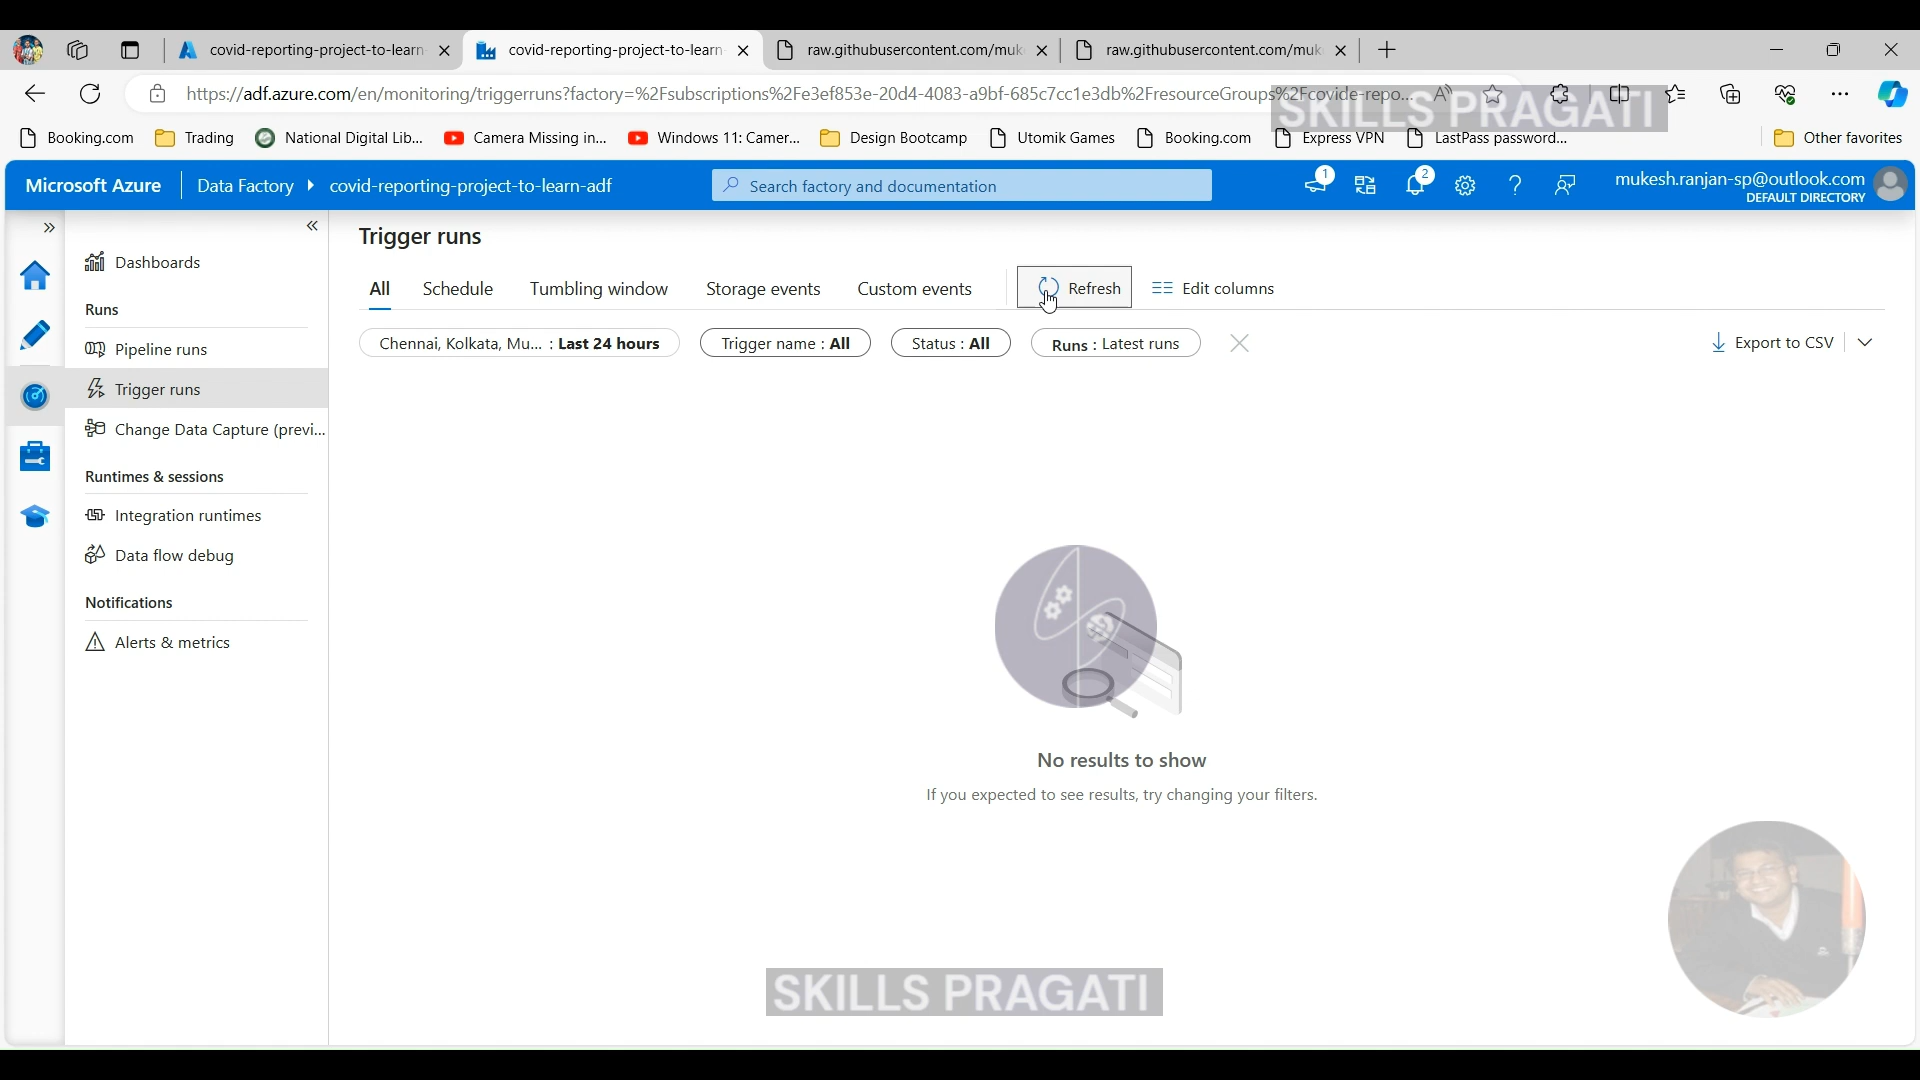 covid-reporting-project-to-learn
covid-reporting-project-to-learn
raw.githubusercontent.com/muk
raw.githubusercontent.com/muk
https://adf.azure.com/en/monitoring/triggerruns?factory=%2Fsubscriptions%2Fe3ef853e-20d4-4083-a9bf-685c7cc1e3db%2FresourceGroups%2Fcovide-repo...
SKILLS PRAGATI
Booking.com
Trading
National Digital Lib...
Camera Missing in...
Windows 11: Camer...
Design Bootcamp
Utomik Games
Booking.com
Express VPN
LastPass password...
Other favorites
Microsoft Azure
Data Factory
covid-reporting-project-to-learn-adf
Search factory and documentation
1
2
mukesh.ranjan-sp@outlook.com
DEFAULT DIRECTORY
Dashboards
Runs
Pipeline runs
Trigger runs
Change Data Capture (previ...
Runtimes & sessions
Integration runtimes
Data flow debug
Notifications
Alerts & metrics
Trigger runs
All
Schedule
Tumbling window
Storage events
Custom events
Refresh
Edit columns
Chennai, Kolkata, Mu... : Last 24 hours
Trigger name : All
Status : All
Runs : Latest runs
Export to CSV
No results to show
If you expected to see results, try changing your filters.
SKILLS PRAGATI